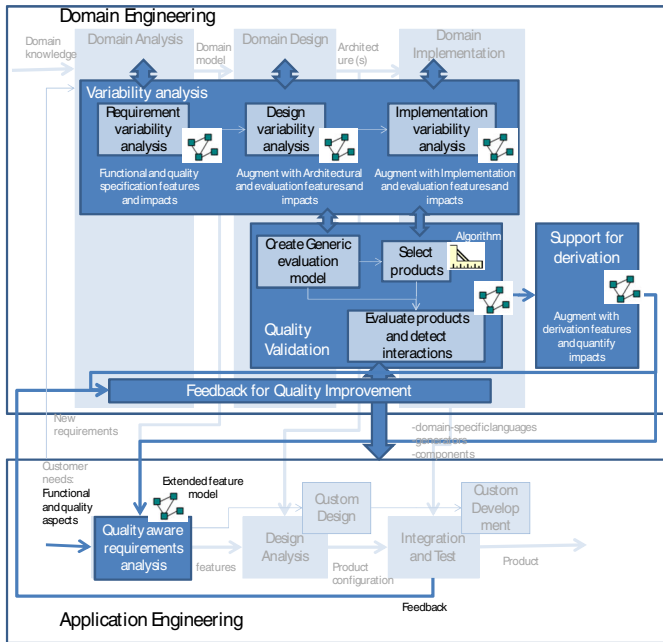 Domain Engineering
Domain
knowledge
Domain Analysis
Domain
model
Domain Design
Architect
ure (s)
Domain
Implementation
Variability analysis
Requirement
variability
analysis
Design
variability
analysis
Implementation
variability
analysis
Functional and quality
specification features
and impacts
Augment with Architectural
and evaluation features and
impacts
Augment with Implementation
and evaluation features and
impacts
Create Generic
evaluation model
Select
products
Algorithm
Quality
Validation
Evaluate products
and detect
interactions
Support for
derivation
Augment with
derivation features
and quantify
impacts
Feedback for Quality Improvement
New
requirements
-domain-specific languages
-generators
-components
Customer
needs:
Functional
and quality
aspects
Extended feature
model
Quality aware
requirements
analysis
features
Custom
Design
Design
Analysis
Product
configuration
Custom
Develop
ment
Integration
and Test
Product
Feedback
Application Engineering